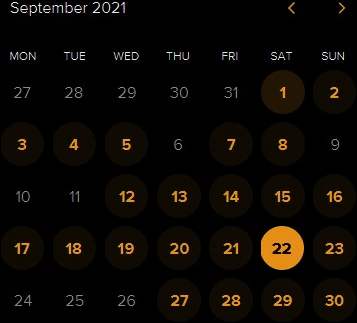 September 2021
MON TUE WED THU FRI SAT SUN
27 28 29 30 31 1 2
3 4 5 6 7 8 9
10 11 12 13 14 15 16
17 18 19 20 21 22 23
24 25 26 27 28 29 30